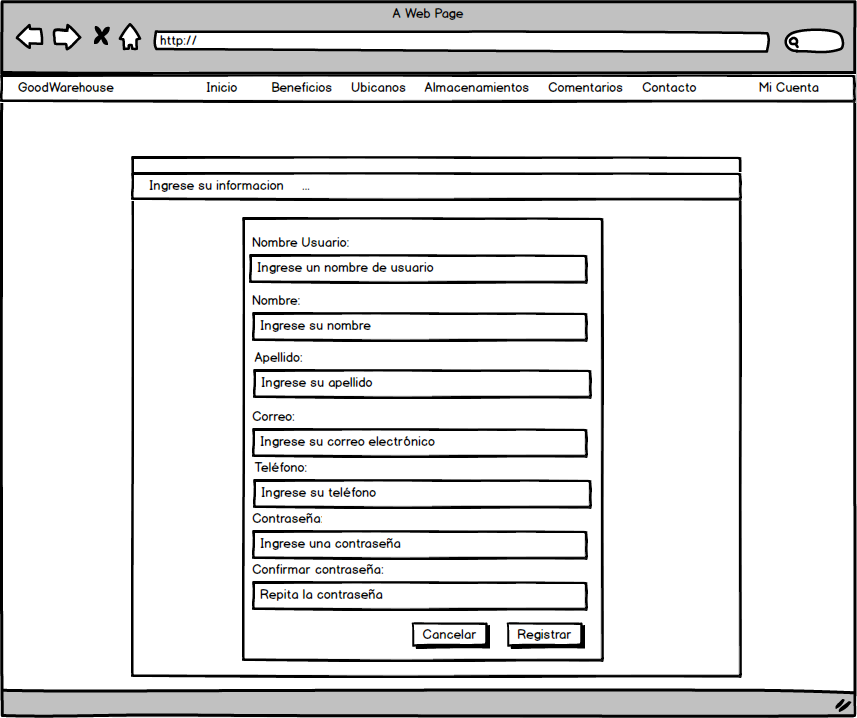 A Web Page
http://
GoodWarehouse Inicio Beneficios Ubicanos Almacenamientos Comentarios Contacto Mi Cuenta
Ingrese su informacion ...
Nombre Usuario:
Ingrese un nombre de usuario
Nombre:
Ingrese su nombre
Apellido:
Ingrese su apellido
Correo:
Ingrese su correo electrónico
Teléfono:
Ingrese su teléfono
Contraseña:
Ingrese una contraseña
Confirmar contraseña:
Repita la contraseña
Cancelar Registrar